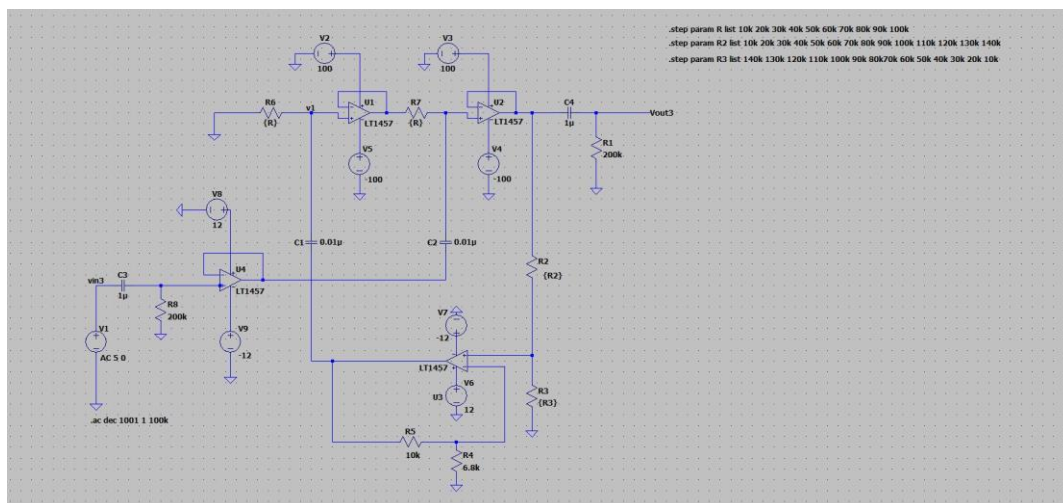 .step param R list 10k 20k 30k 40k 50k 60k 70k 80k 90k 100k
.step param R2 list 10k 20k 30k 40k 50k 60k 70k 80k 90k 100k 110k 120k 130k 140k
.step param R3 list 140k 130k 120k 110k 100k 90k 80k70k 60k 50k 40k 30k 20k 10k
V2
100
V3
100
R6
{R}
v1
U1
LT1457
R7
{R}
U2
LT1457
C4
1µ
Vout3
R1
200k
V5
-100
V4
-100
V8
12
C1
0.01µ
C2
0.01µ
U4
LT1457
vin3
C3
1µ
R8
200k
R2
{R2}
V1
AC 5 0
V9
-12
V7
-12
LT1457
V6
U3
12
R3
{R3}
.ac dec 1001 1 100k
R5
10k
R4
6.8k